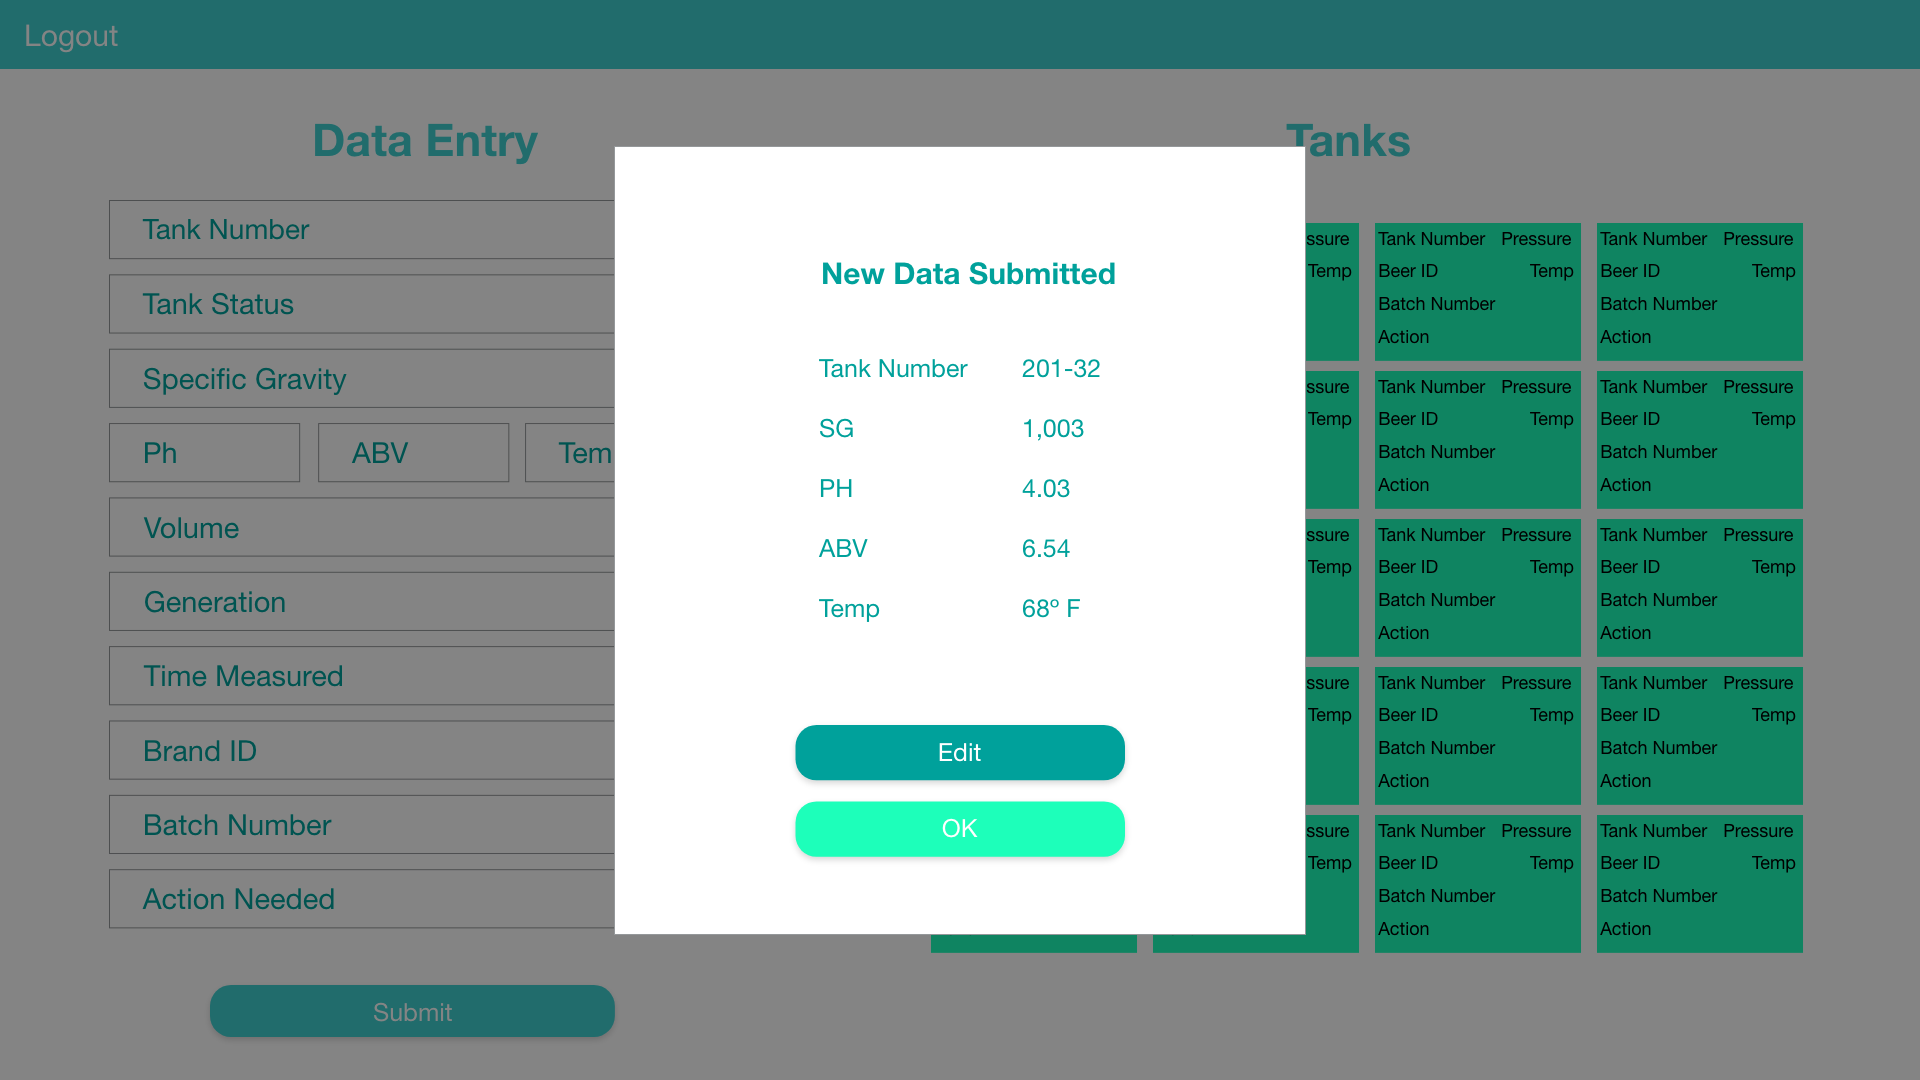 Logout
Data Entry
Tank Number
Tank Status
Specific Gravity
Ph ABV Tem
Volume
Generation
Time Measured
Brand ID
Batch Number
Action Needed
Submit
New Data Submitted
Tank Number 201-32
SG 1,003
PH 4.03
ABV 6.54
Temp 68º F
Edit
OK
Tanks
ssure Tank Number Pressure Tank Number Pressure
Temp Beer ID Temp Beer ID Temp
Batch Number Batch Number
Action Action
ssure Tank Number Pressure Tank Number Pressure
Temp Beer ID Temp Beer ID Temp
Batch Number Batch Number
Action Action
ssure Tank Number Pressure Tank Number Pressure
Temp Beer ID Temp Beer ID Temp
Batch Number Batch Number
Action Action
ssure Tank Number Pressure Tank Number Pressure
Temp Beer ID Temp Beer ID Temp
Batch Number Batch Number
Action Action
ssure Tank Number Pressure Tank Number Pressure
Temp Beer ID Temp Beer ID Temp
Batch Number Batch Number
Action Action